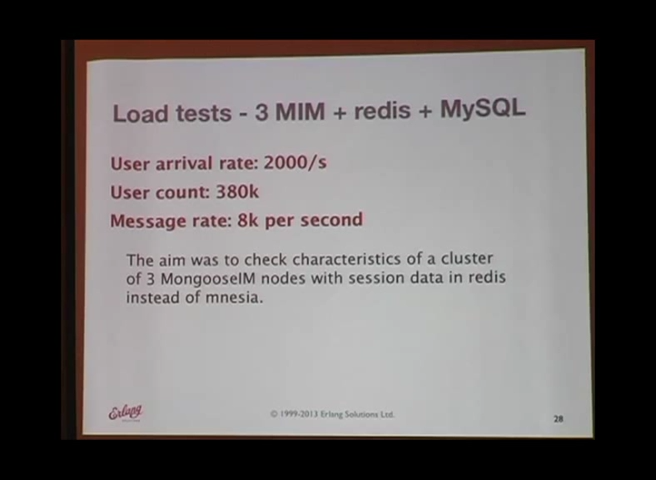 Load tests - 3 MIM + redis + MySQL
User arrival rate: 2000/s
User count: 380k
Message rate: 8k per second
The aim was to check characteristics of a cluster
of 3 MongooseIM nodes with session data in redis
instead of mnesia.
Erlang
© 1999-2013 Erlang Solutions Ltd.
28